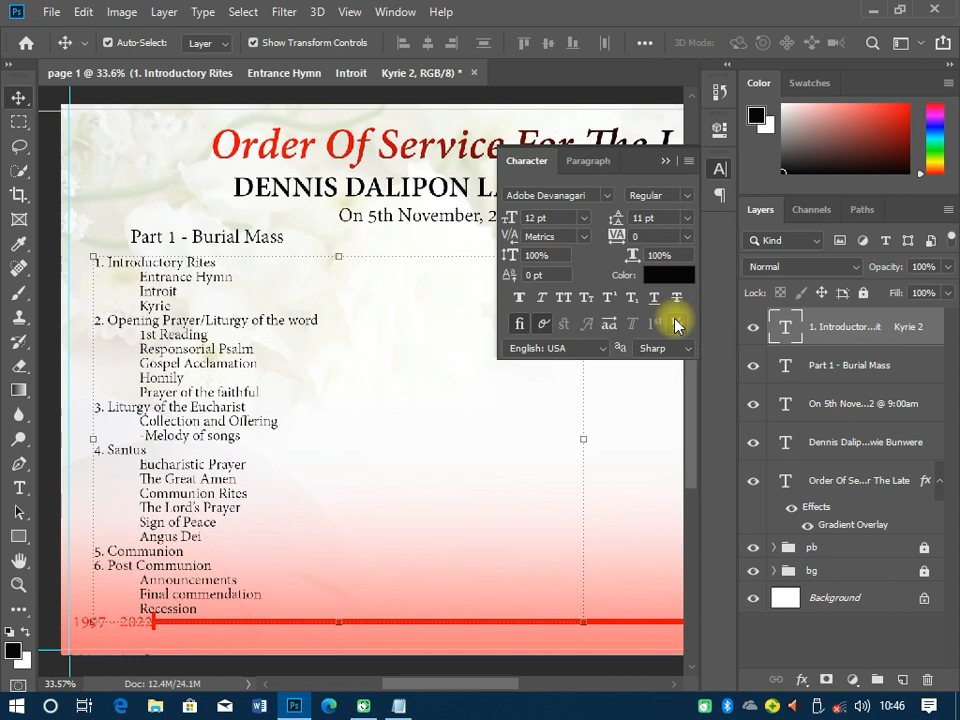 File Edit Image Layer Type Select Filter 3D View Window Help
Auto-Select: Layer Show Transform Controls 3D Mode:
page 1 @ 33.6% (1. Introductory Rites Entrance Hymn Introit Kyrie 2, RGB/8) *
Order Of Service For The L
DENNIS DALIPON LA
On 5th November, 2
Part 1 - Burial Mass
1. Introductory Rites
Entrance Hymn
Introit
Kyrie
2. Opening Prayer/Liturgy of the word
1st Reading
Responsorial Psalm
Gospel Acclamation
Homily
Prayer of the faithful
3. Liturgy of the Eucharist
Collection and Offering
-Melody of songs
4. Santus
Eucharistic Prayer
The Great Amen
Communion Rites
The Lord's Prayer
Sign of Peace
Angus Dei
5. Communion
6. Post Communion
Announcements
Final commendation
Recession
2022
Character Paragraph
Adobe Devanagari Regular
12 pt 11 pt
Metrics 0
100% 100%
0 pt Color:
English: USA Sharp
Color Swatches
Layers Channels Paths
Kind
Normal Opacity: 100%
Lock: Fill: 100%
1. Introductor...it Kyrie 2
Part 1 - Burial Mass
On 5th Nove...2 @ 9:00am
Dennis Dalip...wie Bunwere
Order Of Se...r The Late fx
Effects
Gradient Overlay
pb
bg
Background
33.57% Doc: 12.4M/24.1M
10:46